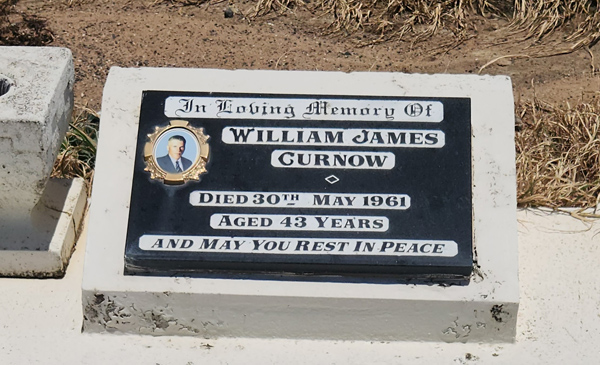 In Loving Memory Of
WILLIAM JAMES
CURNOW
DIED 30TH MAY 1961
AGED 43 YEARS
AND MAY YOU REST IN PEACE